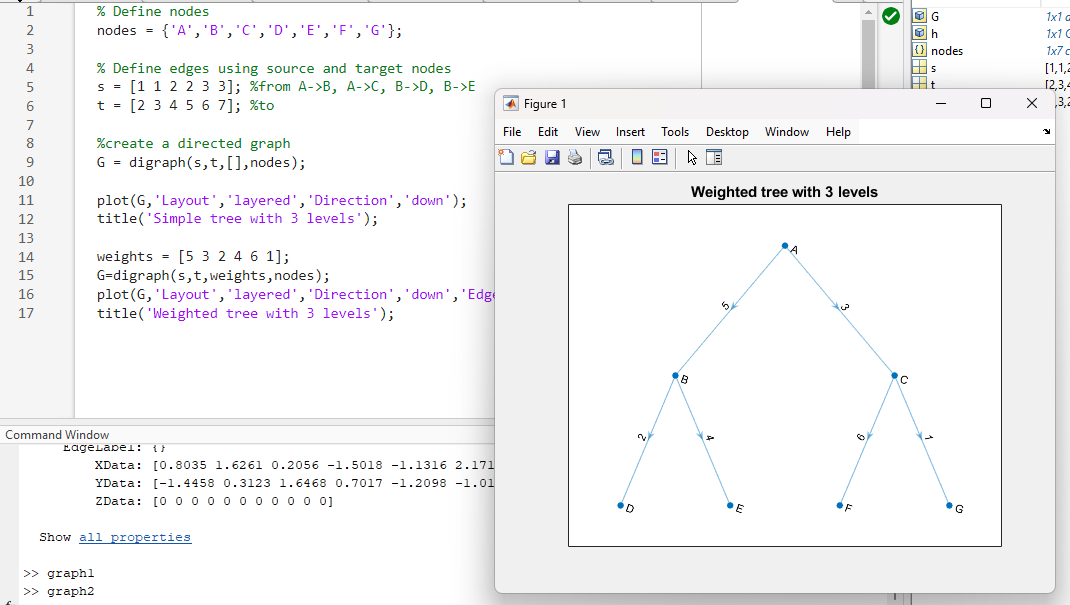 1 % Define nodes
2 nodes = {'A','B','C','D','E','F','G'};
3
4 % Define edges using source and target nodes
5 s = [1 1 2 2 3 3]; %from A->B, A->C, B->D, B->E
6 t = [2 3 4 5 6 7]; %to
7
8 %create a directed graph
9 G = digraph(s,t,[],nodes);
10
11 plot(G,'Layout','layered','Direction','down');
12 title('Simple tree with 3 levels');
13
14 weights = [5 3 2 4 6 1];
15 G=digraph(s,t,weights,nodes);
16 plot(G,'Layout','layered','Direction','down','Edge
17 title('Weighted tree with 3 levels');
G 1x1
h 1x1
nodes 1x7
s [1,1,2
t [2,3,4
,3,2
Figure 1
File Edit View Insert Tools Desktop Window Help
Weighted tree with 3 levels
A
5 3
B C
2 4 6 1
D E F G
Command Window
EdgeLabel: {}
XData: [0.8035 1.6261 0.2056 -1.5018 -1.1316 2.171
YData: [-1.4458 0.3123 1.6468 0.7017 -1.2098 -1.01
ZData: [0 0 0 0 0 0 0 0 0 0 0]
Show all properties
>> graph1
>> graph2